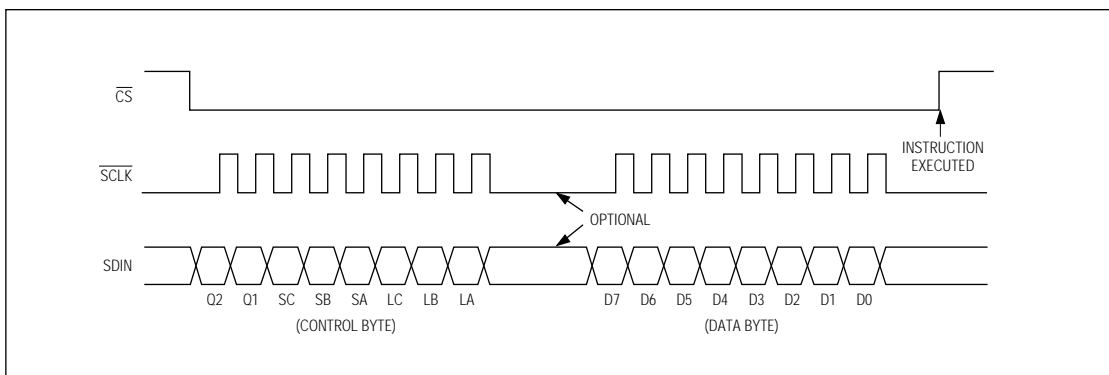 CS
INSTRUCTION
EXECUTED
SCLK
OPTIONAL
SDIN
Q2 Q1 SC SB SA LC LB LA D7 D6 D5 D4 D3 D2 D1 D0
(CONTROL BYTE) (DATA BYTE)